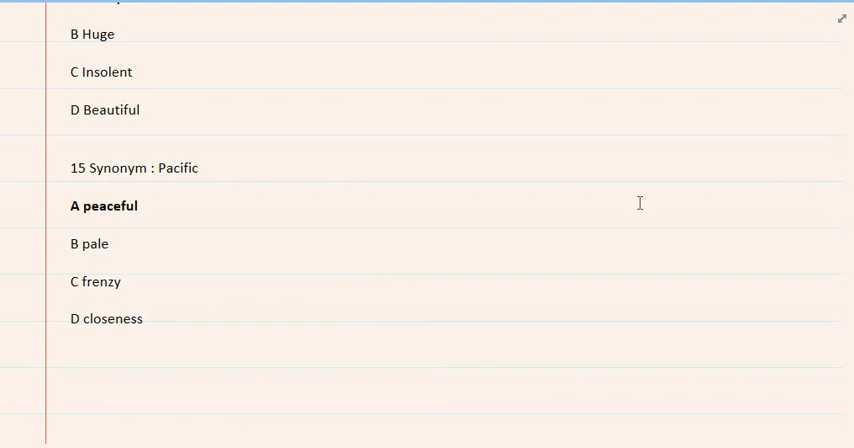 B Huge
C Insolent
D Beautiful
15 Synonym : Pacific
A peaceful
B pale
C frenzy
D closeness